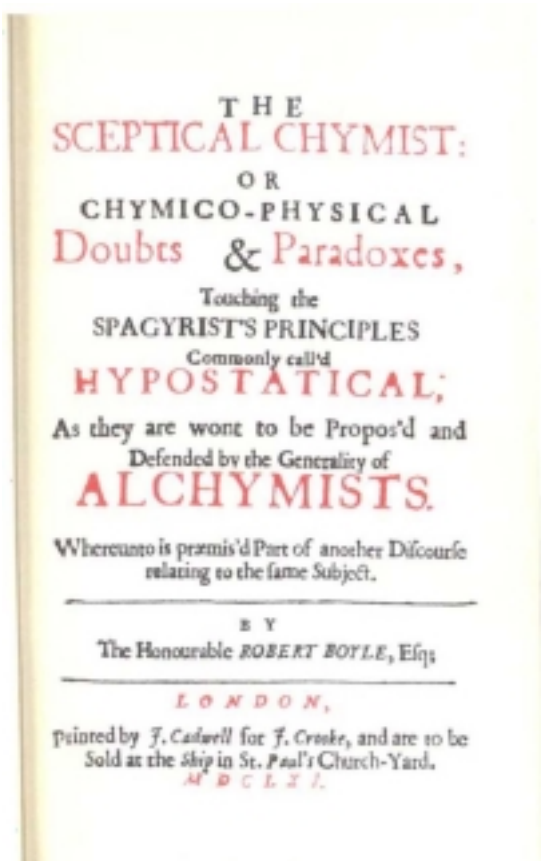 THE
SCEPTICAL CHYMIST:
OR
CHYMICO-PHYSICAL
Doubts & Paradoxes,
Touching the
SPAGYRIST'S PRINCIPLES
Commonly call'd
HYPOSTATICAL;
As they are wont to be Propos'd and
Defended by the Generality of
ALCHYMISTS.
Whereunto is præmis'd Part of another Diſcourſe
relating to the ſame Subject.
BY
The Honourable ROBERT BOYLE, Eſq;
LONDON,
Printed by J. Cadwell for J. Crooke, and are to be
Sold at the Ship in St. Paul's Church-Yard.
MDCLXI.